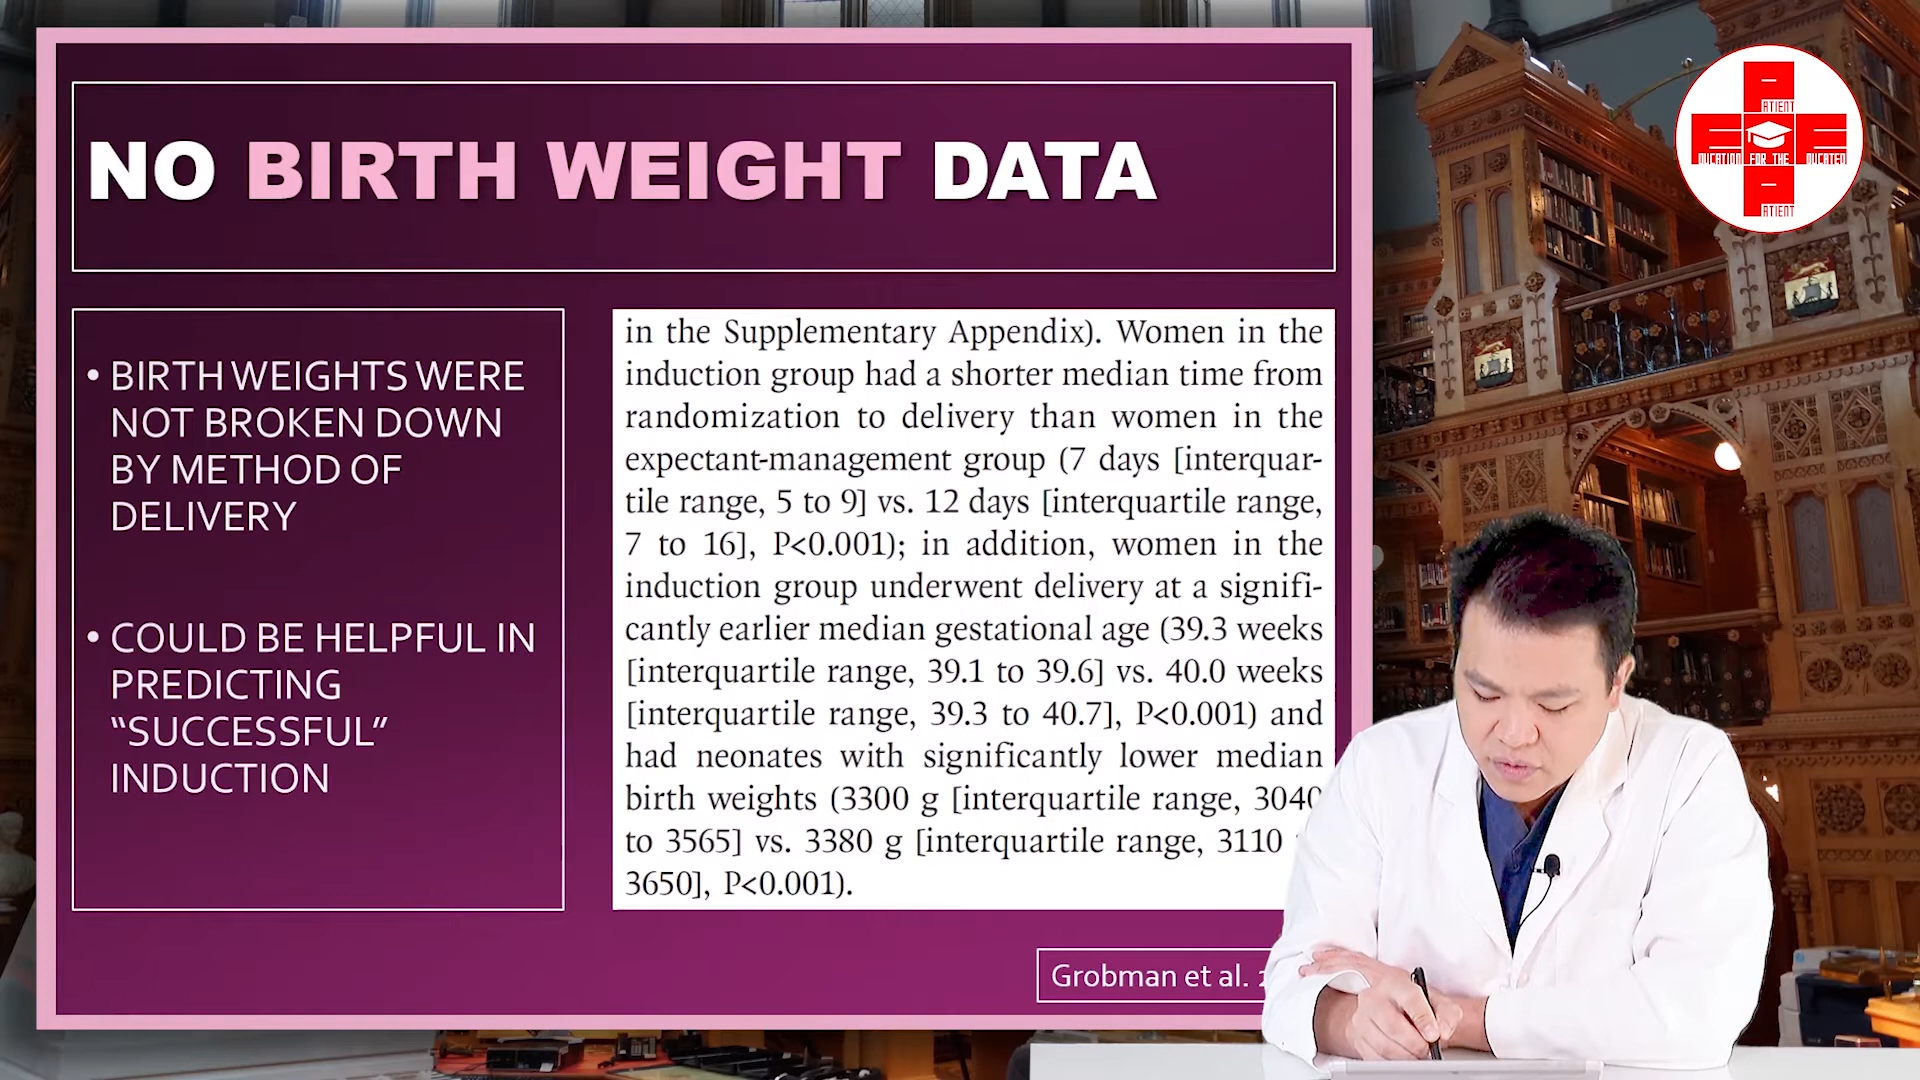 NO BIRTH WEIGHT DATA
• BIRTH WEIGHTS WERE
NOT BROKEN DOWN
BY METHOD OF
DELIVERY
• COULD BE HELPFUL IN
PREDICTING
“SUCCESSFUL”
INDUCTION
in the Supplementary Appendix). Women in the
induction group had a shorter median time from
randomization to delivery than women in the
expectant-management group (7 days [interquar-
tile range, 5 to 9] vs. 12 days [interquartile range,
7 to 16], P<0.001); in addition, women in the
induction group underwent delivery at a signifi-
cantly earlier median gestational age (39.3 weeks
[interquartile range, 39.1 to 39.6] vs. 40.0 weeks
[interquartile range, 39.3 to 40.7], P<0.001) and
had neonates with significantly lower median
birth weights (3300 g [interquartile range, 3040
to 3565] vs. 3380 g [interquartile range, 3110
3650], P<0.001).
Grobman et al.
PATIENT
EDUCATION FOR THE EDUCATED
PATIENT